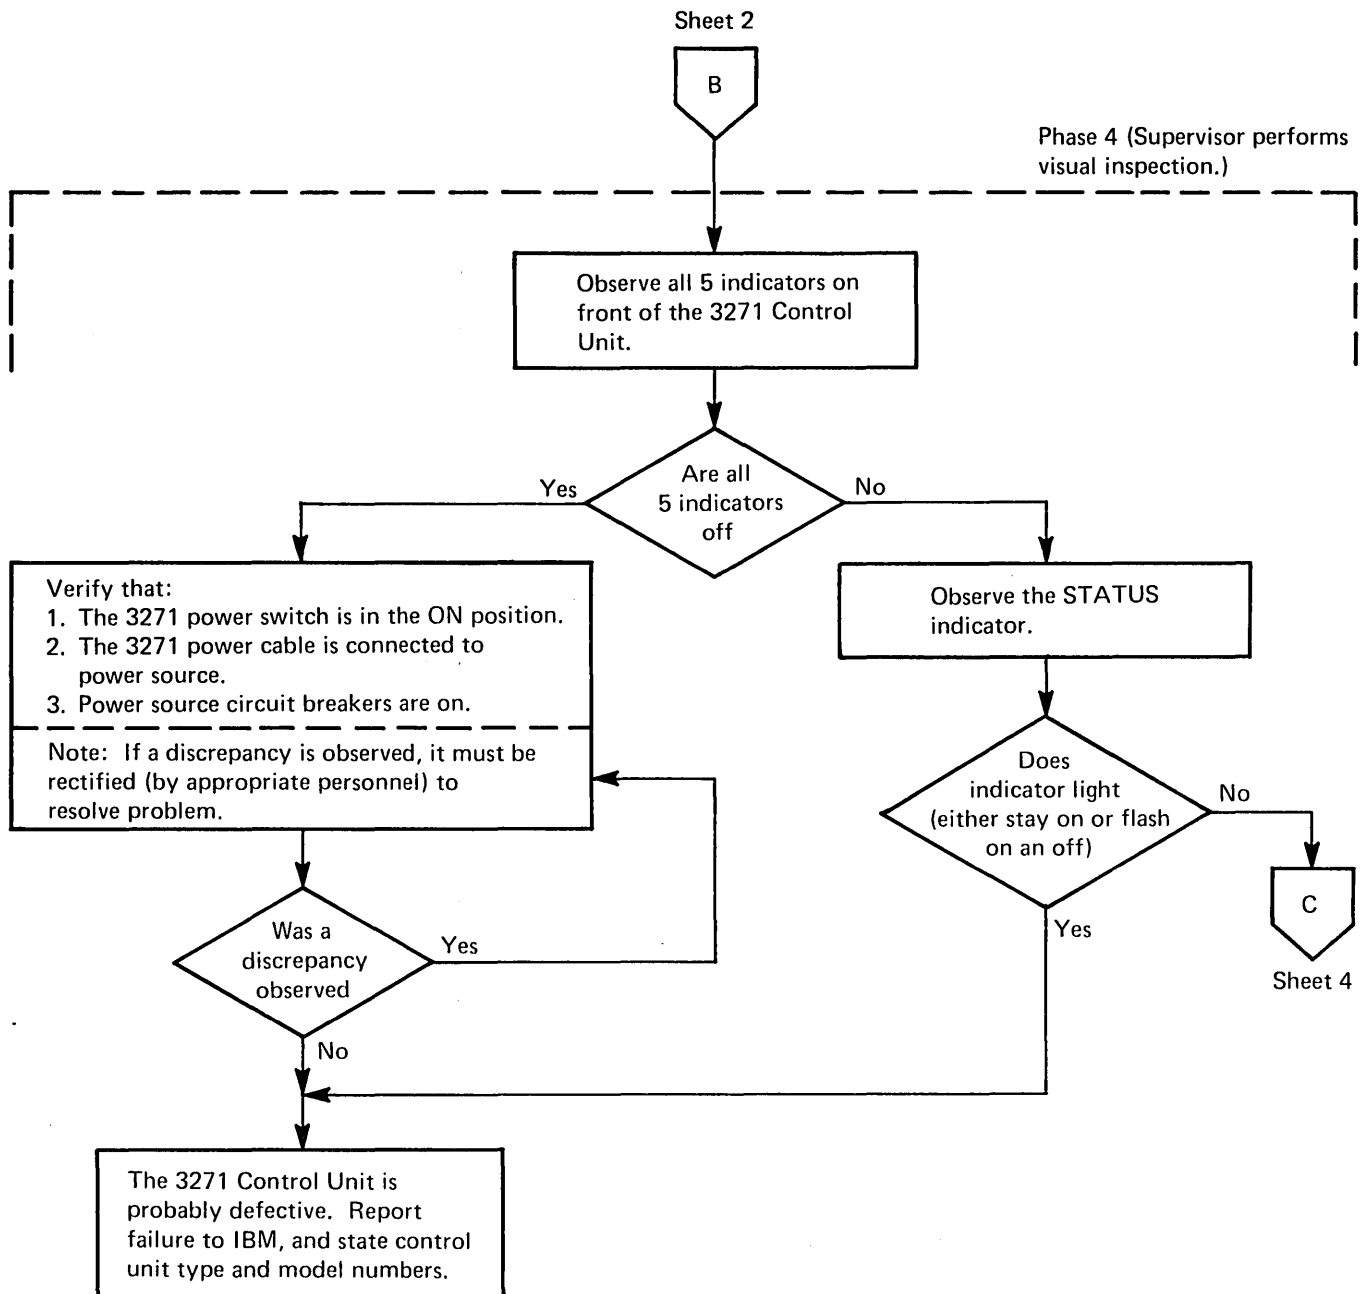 Sheet 2
B
Phase 4 (Supervisor performs
visual inspection.)
Observe all 5 indicators on
front of the 3271 Control
Unit.
Are all
5 indicators
off
Yes
No
Verify that:
1. The 3271 power switch is in the ON position.
2. The 3271 power cable is connected to
power source.
3. Power source circuit breakers are on.
Note: If a discrepancy is observed, it must be
rectified (by appropriate personnel) to
resolve problem.
Observe the STATUS
indicator.
Does
indicator light
(either stay on or flash
on an off)
No
C
Sheet 4
Yes
Was a
discrepancy
observed
Yes
No
The 3271 Control Unit is
probably defective. Report
failure to IBM, and state control
unit type and model numbers.